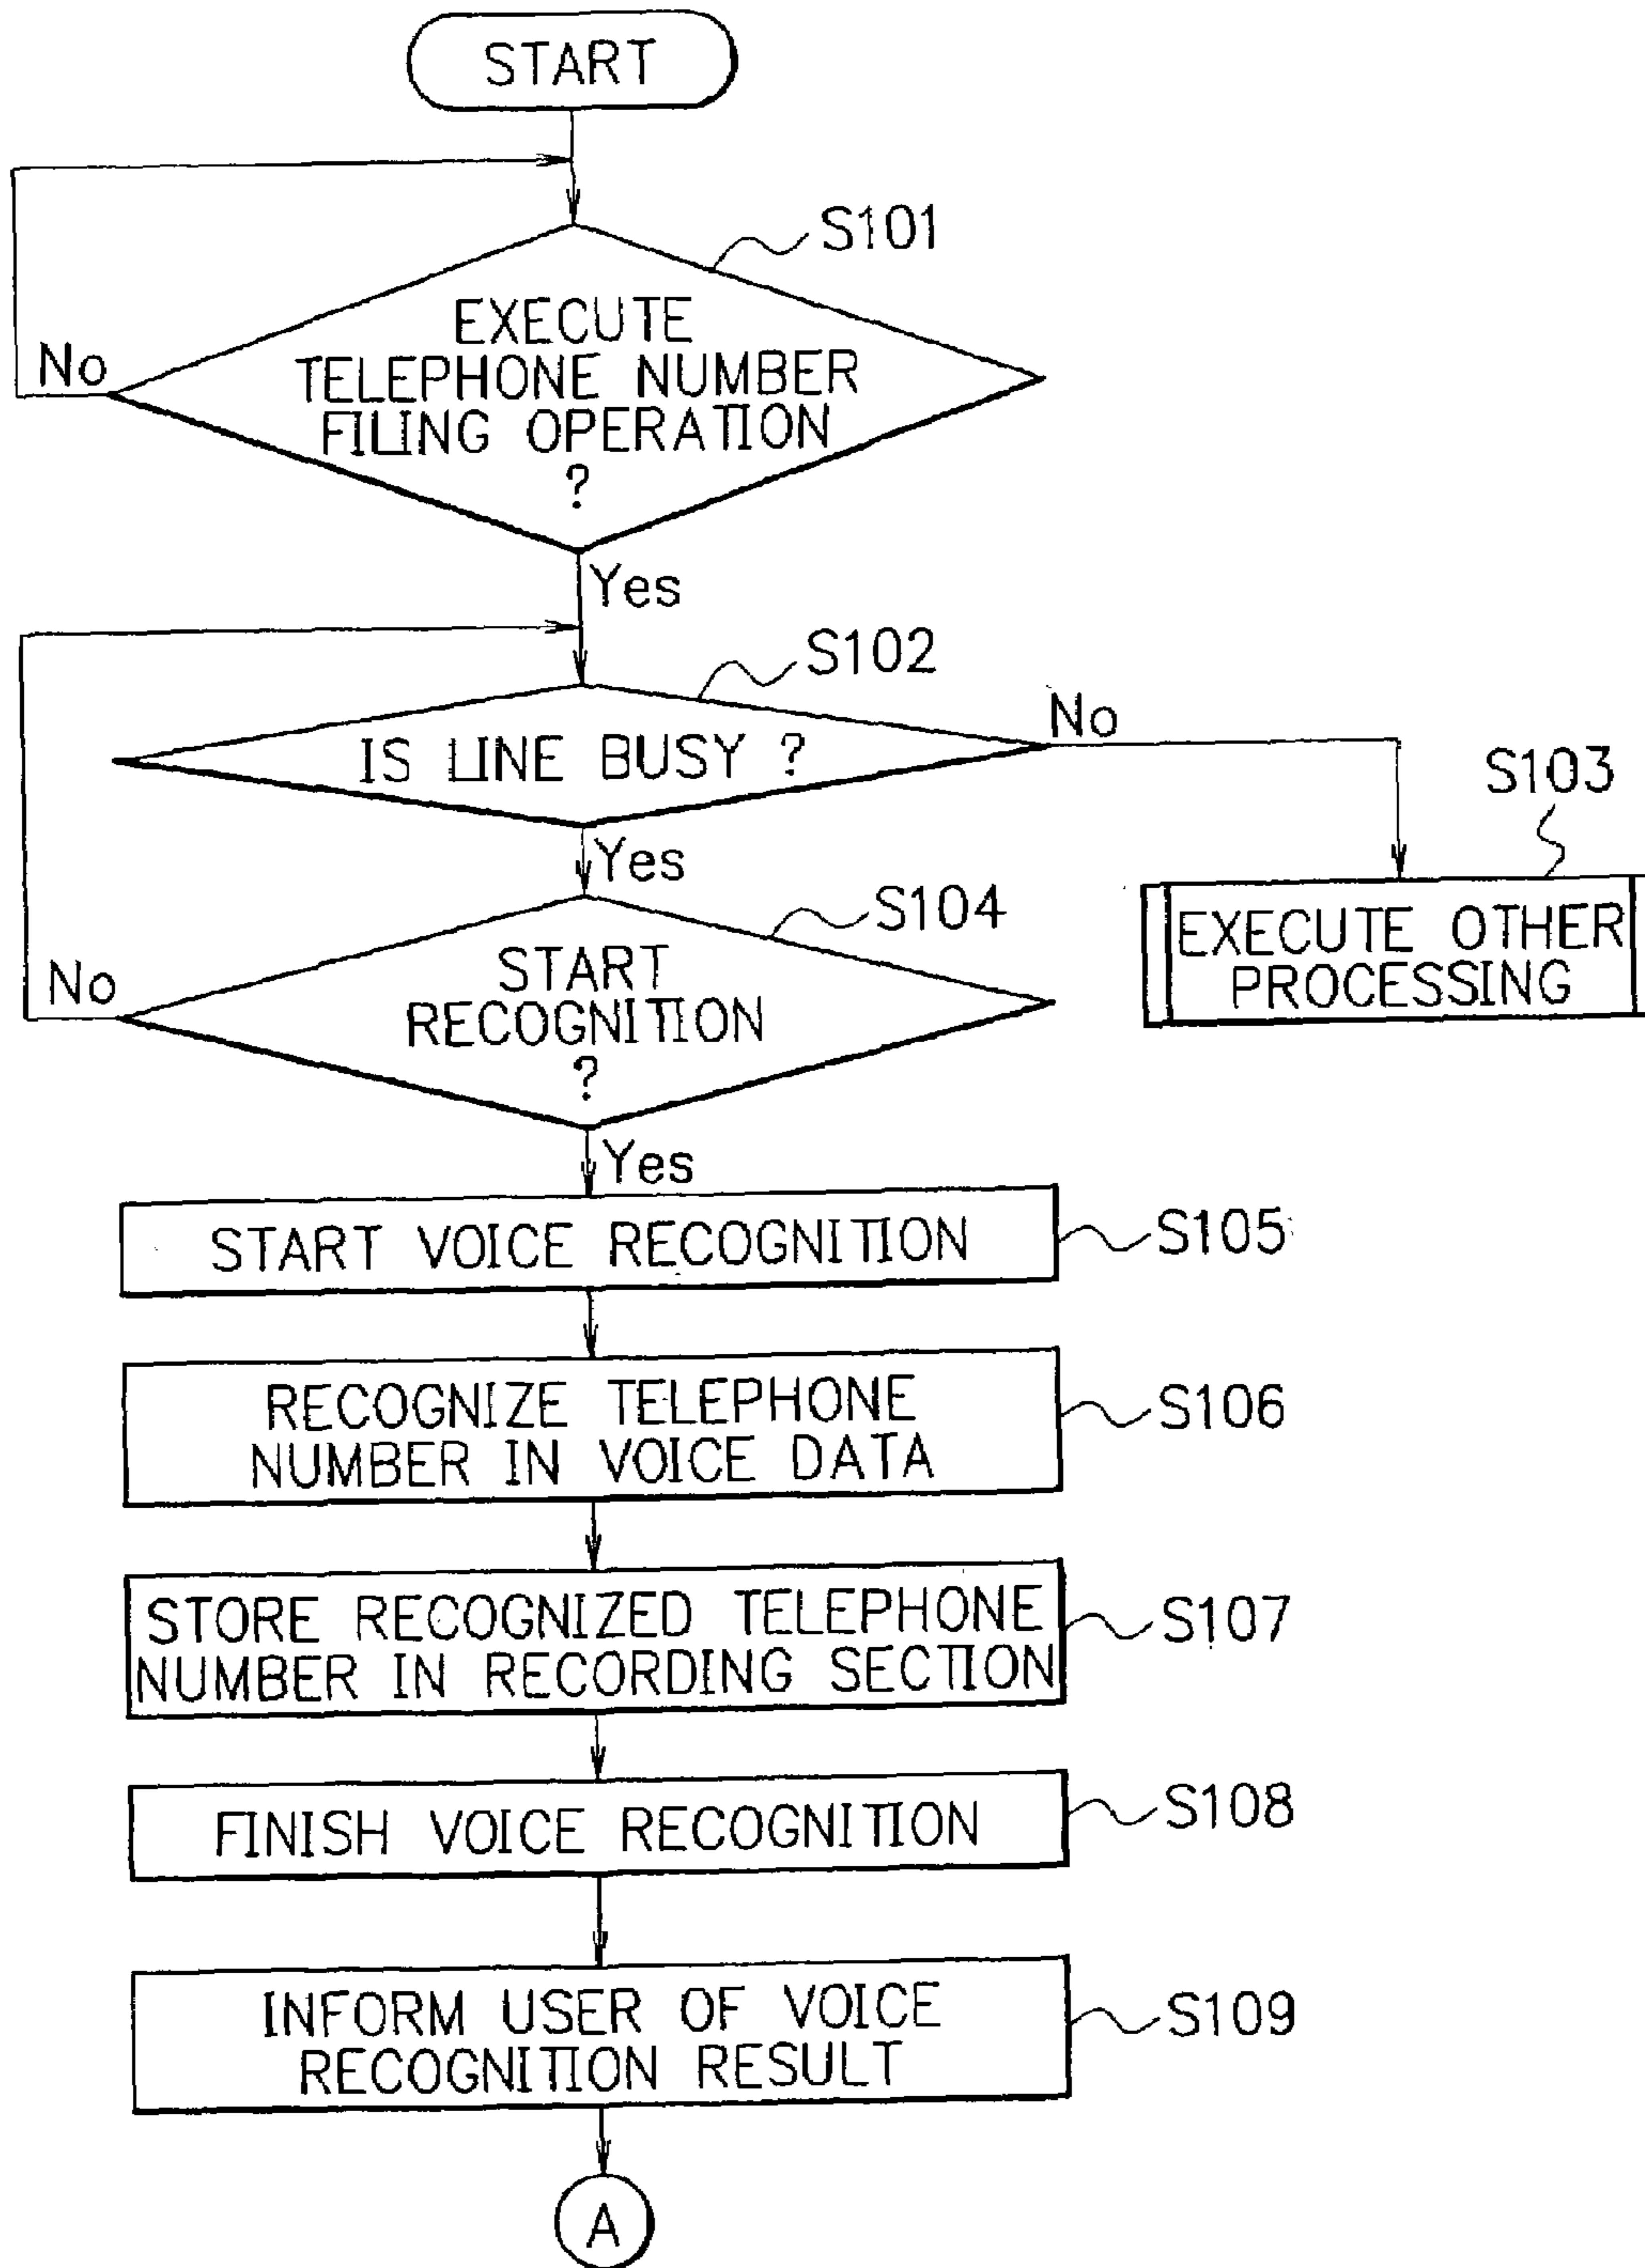 START
S101
EXECUTE
TELEPHONE NUMBER
FILING OPERATION
?
No
Yes
S102
IS LINE BUSY ?
No
S103
EXECUTE OTHER
PROCESSING
Yes
S104
START
RECOGNITION
?
No
Yes
START VOICE RECOGNITION
S105
RECOGNIZE TELEPHONE
NUMBER IN VOICE DATA
S106
STORE RECOGNIZED TELEPHONE
NUMBER IN RECORDING SECTION
S107
FINISH VOICE RECOGNITION
S108
INFORM USER OF VOICE
RECOGNITION RESULT
S109
A